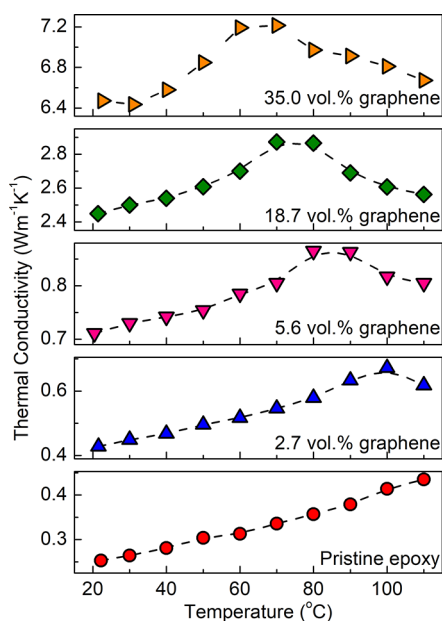 7.2
6.8
6.4
35.0 vol.% graphene
2.8
2.6
2.4
18.7 vol.% graphene
0.8
0.7
5.6 vol.% graphene
0.6
0.4
2.7 vol.% graphene
0.4
0.3
Pristine epoxy
20 40 60 80 100
Temperature (°C)
Thermal Conductivity (Wm⁻¹K⁻¹)